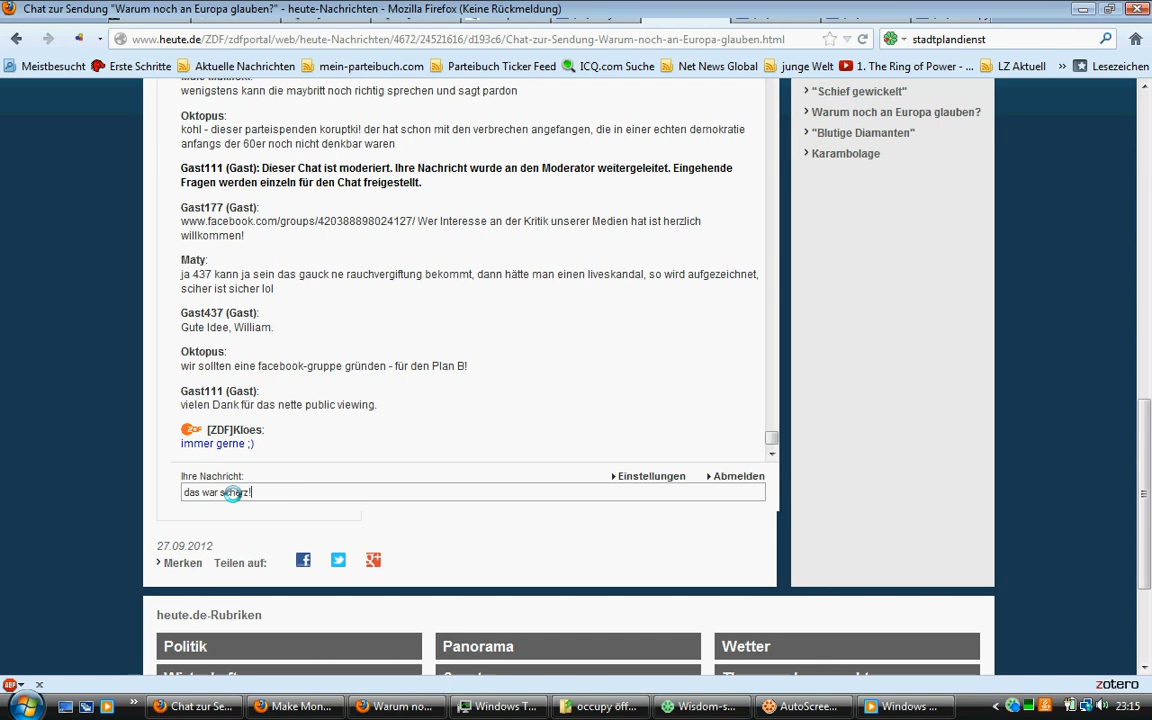 Chat zur Sendung "Warum noch an Europa glauben?" - heute-Nachrichten - Mozilla Firefox (Keine Rückmeldung)
www.heute.de/ZDF/zdfportal/web/heute-Nachrichten/4672/24521616/d193c6/Chat-zur-Sendung-Warum-noch-an-Europa-glauben.html
stadtplandienst
Meistbesucht Erste Schritte Aktuelle Nachrichten mein-parteibuch.com Parteibuch Ticker Feed ICQ.com Suche Net News Global junge Welt 1. The Ring of Power - ... LZ Aktuell » Lesezeichen
wenigstens kann die maybritt noch richtig sprechen und sagt pardon
Oktopus:
kohl - dieser parteispenden koruptki! der hat schon mit den verbrechen angefangen, die in einer echten demokratie
anfangs der 60er noch nicht denkbar waren
Gast111 (Gast): Dieser Chat ist moderiert. Ihre Nachricht wurde an den Moderator weitergeleitet. Eingehende
Fragen werden einzeln für den Chat freigestellt.
Gast177 (Gast):
www.facebook.com/groups/420388898024127/ Wer Interesse an der Kritik unserer Medien hat ist herzlich
willkommen!
Maty:
ja 437 kann ja sein das gauck ne rauchvergiftung bekommt, dann hätte man einen liveskandal, so wird aufgezeichnet,
sciher ist sicher lol
Gast437 (Gast):
Gute Idee, William.
Oktopus:
wir sollten eine facebook-gruppe gründen - für den Plan B!
Gast111 (Gast):
vielen Dank für das nette public viewing.
ZDF [ZDF]Kloes:
immer gerne ;)
Ihre Nachricht: Einstellungen Abmelden
das war scherz!
27.09.2012
Merken Teilen auf:
"Schief gewickelt"
Warum noch an Europa glauben?
"Blutige Diamanten"
Karambolage
heute.de-Rubriken
Politik Panorama Wetter
zotero
Chat zur Se... Make Mon... Warum no... Windows T... occupy öff... Wisdom-s... AutoScree... Windows ... 23:15